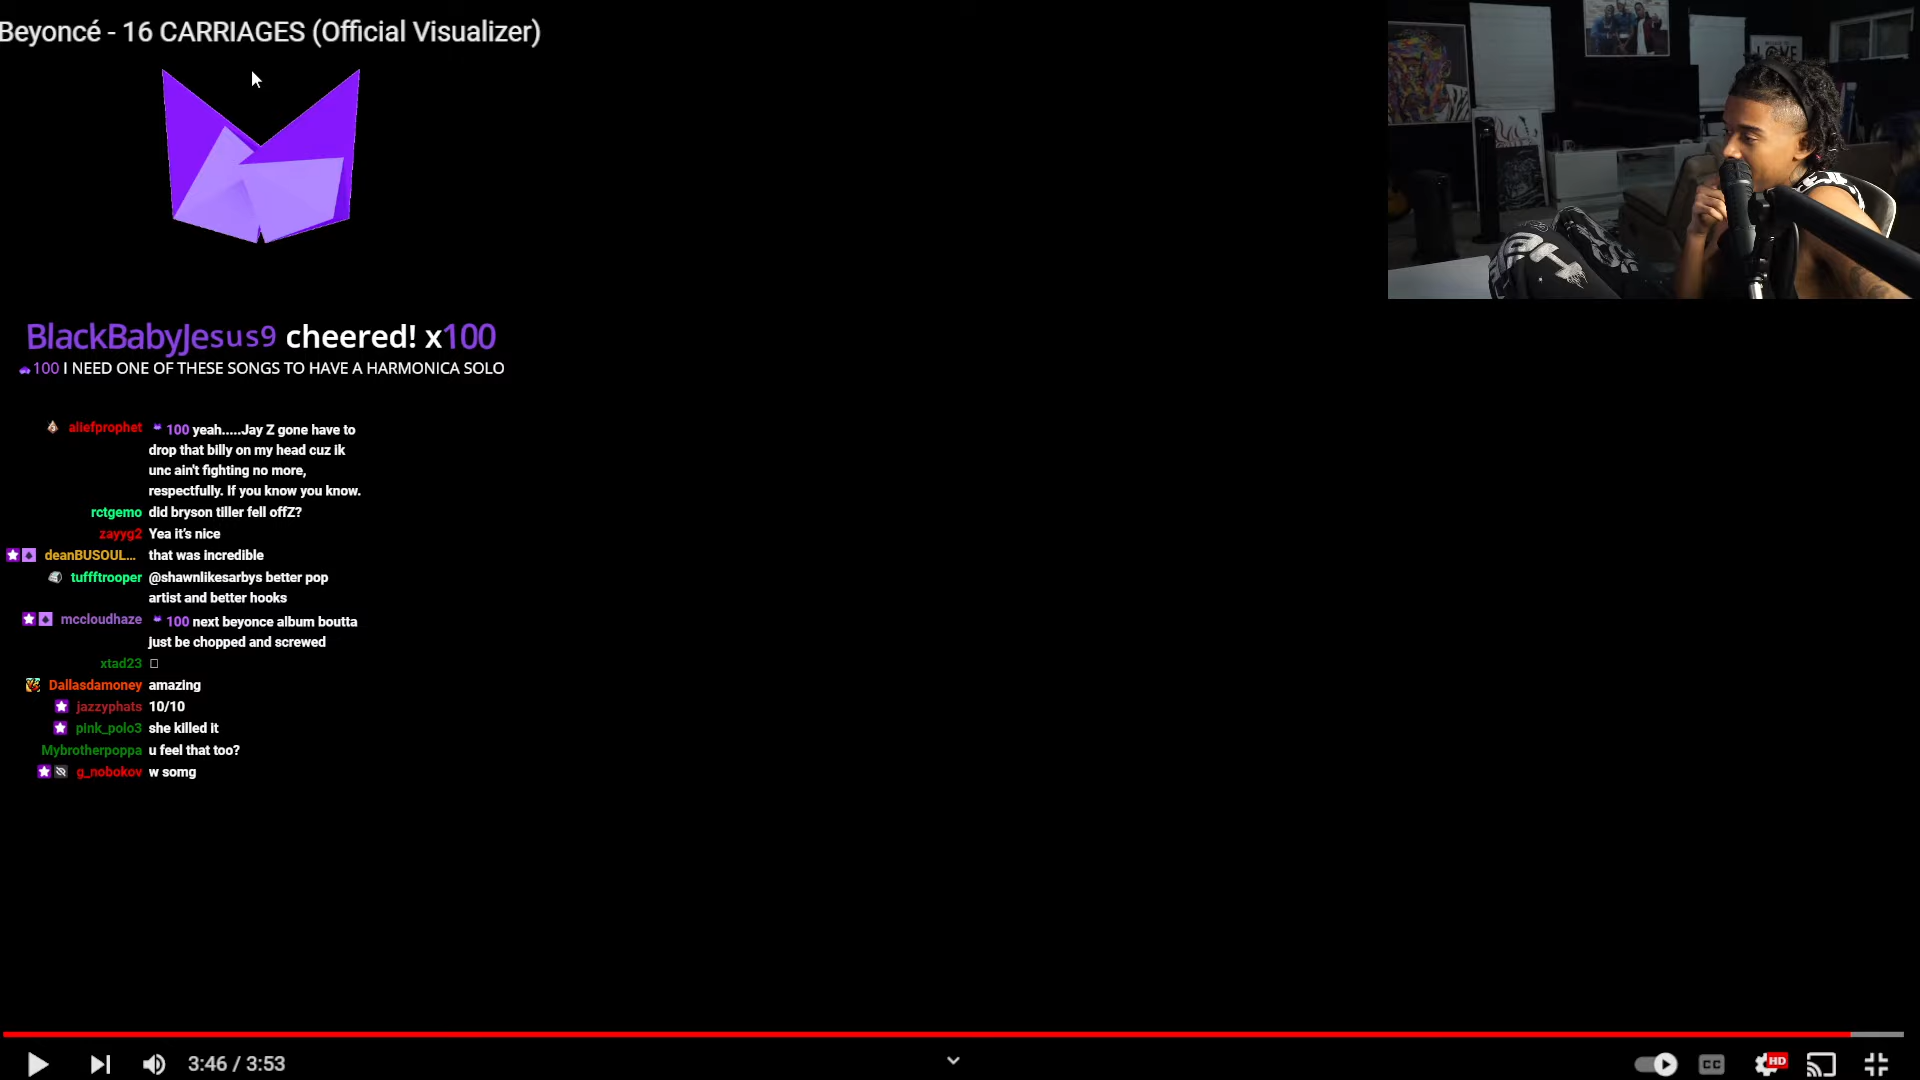 Beyoncé - 16 CARRIAGES (Official Visualizer)
BlackBabyJesus9 cheered! x100
100 I NEED ONE OF THESE SONGS TO HAVE A HARMONICA SOLO
aliefprophet 100 yeah.....Jay Z gone have to
drop that billy on my head cuz ik
unc ain't fighting no more,
respectfully. If you know you know.
rctgemo did bryson tiller fell offZ?
zayyg2 Yea it's nice
deanBUSOUL... that was incredible
tuffftrooper @shawnlikesarbys better pop
artist and better hooks
mccloudhaze 100 next beyonce album boutta
just be chopped and screwed
xtad23
Dallasdamoney amazing
jazzyphats 10/10
pink_polo3 she killed it
Mybrotherpoppa u feel that too?
g_nobokov w somg
3:46 / 3:53
CC
HD